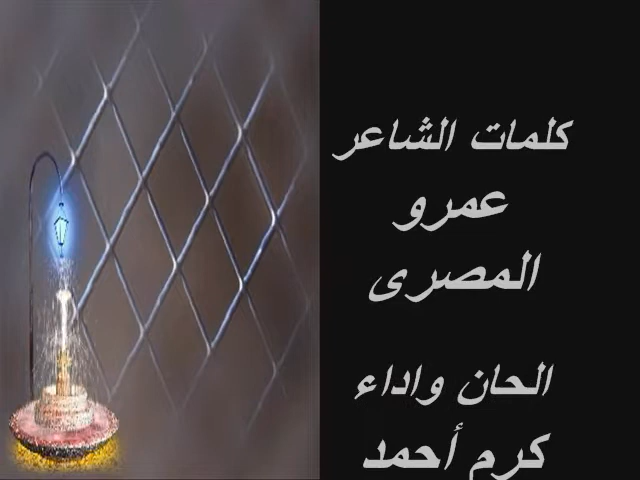 كلمات الشاعر
عمرو
المصرى
الحان واداء
كرم أحمد